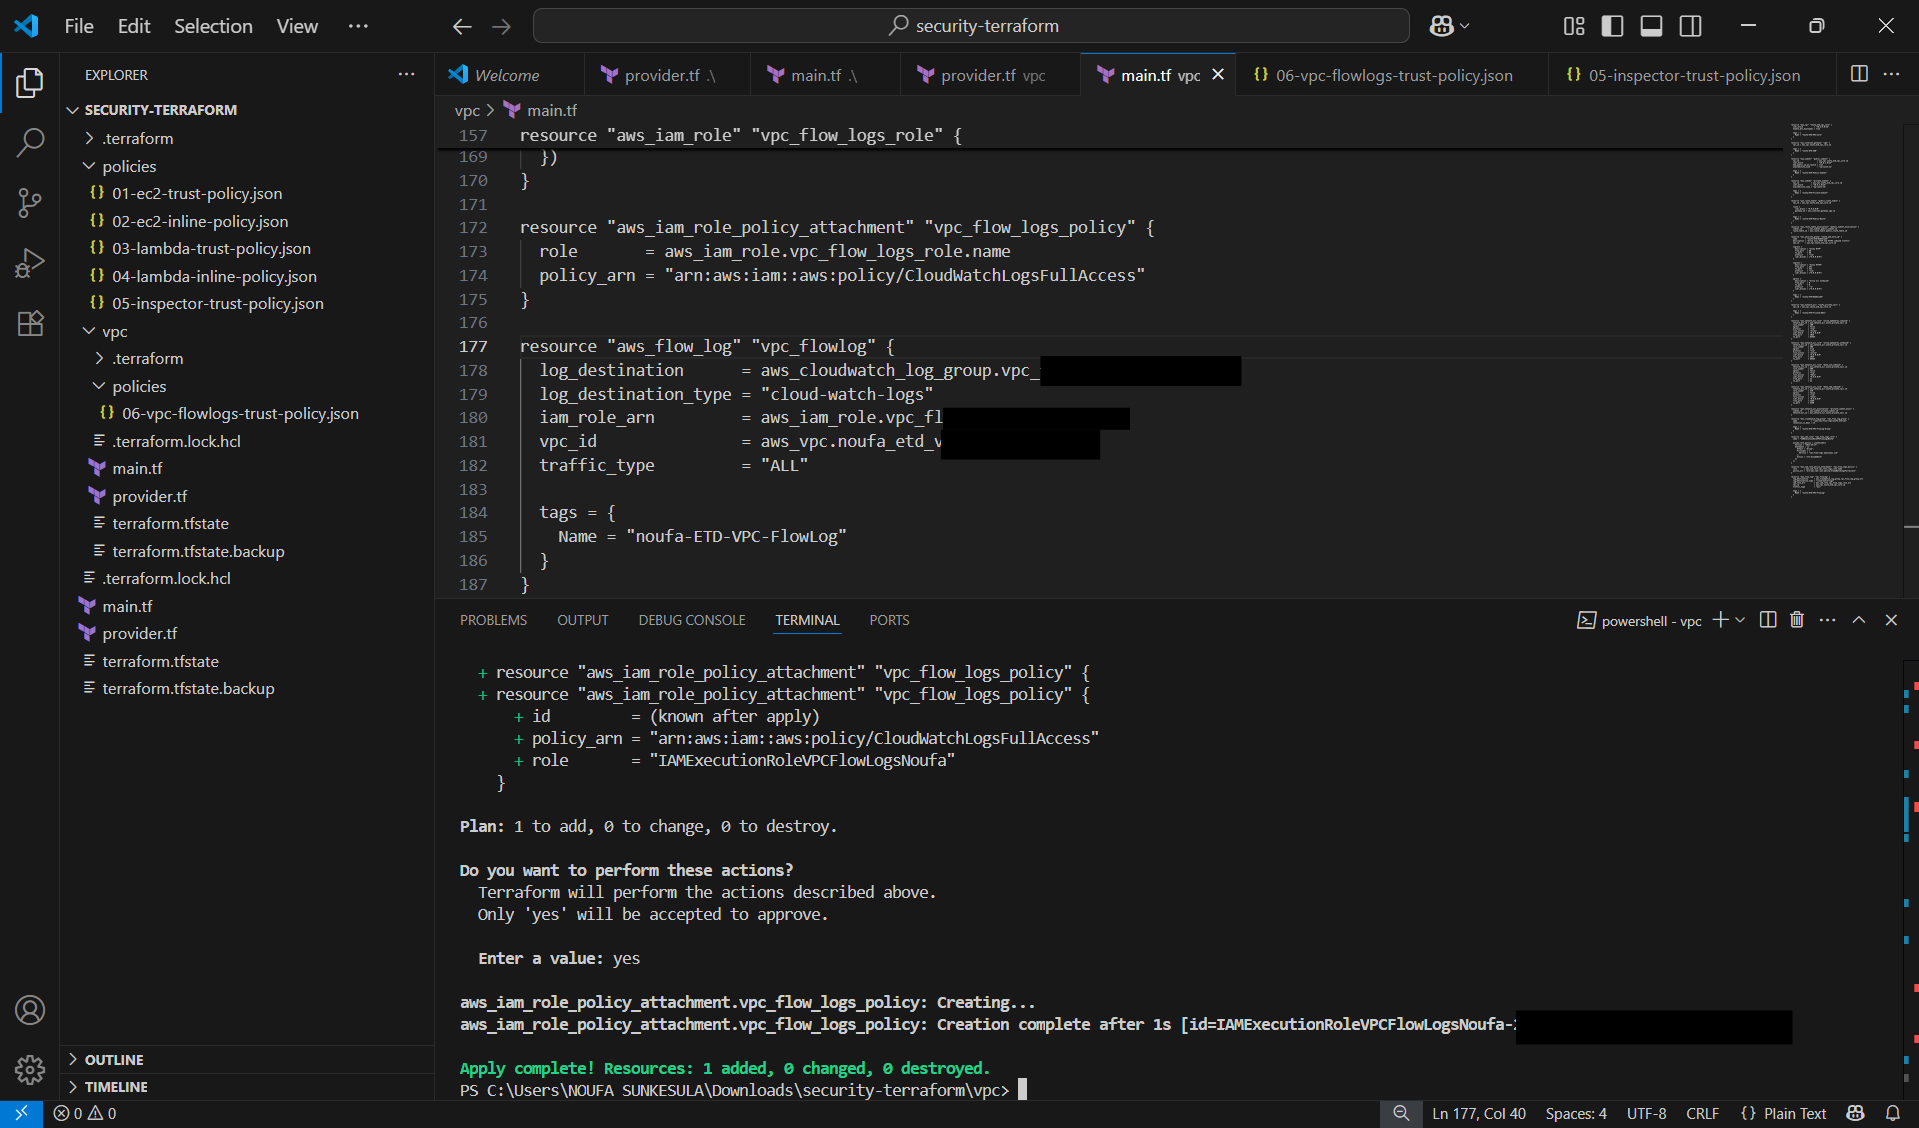 File Edit Selection View ··· security-terraform
EXPLORER ···
SECURITY-TERRAFORM
.terraform
policies
{} 01-ec2-trust-policy.json
{} 02-ec2-inline-policy.json
{} 03-lambda-trust-policy.json
{} 04-lambda-inline-policy.json
{} 05-inspector-trust-policy.json
vpc
.terraform
policies
{} 06-vpc-flowlogs-trust-policy.json
.terraform.lock.hcl
main.tf
provider.tf
terraform.tfstate
terraform.tfstate.backup
.terraform.lock.hcl
main.tf
provider.tf
terraform.tfstate
terraform.tfstate.backup
OUTLINE
TIMELINE
Welcome provider.tf .\ main.tf .\ provider.tf vpc main.tf vpc {} 06-vpc-flowlogs-trust-policy.json {} 05-inspector-trust-policy.json ···
vpc > main.tf
157 resource "aws_iam_role" "vpc_flow_logs_role" {
169 })
170 }
171
172 resource "aws_iam_role_policy_attachment" "vpc_flow_logs_policy" {
173 role = aws_iam_role.vpc_flow_logs_role.name
174 policy_arn = "arn:aws:iam::aws:policy/CloudWatchLogsFullAccess"
175 }
176
177 resource "aws_flow_log" "vpc_flowlog" {
178 log_destination = aws_cloudwatch_log_group.vpc_
179 log_destination_type = "cloud-watch-logs"
180 iam_role_arn = aws_iam_role.vpc_fl
181 vpc_id = aws_vpc.noufa_etd_v
182 traffic_type = "ALL"
183
184 tags = {
185 Name = "noufa-ETD-VPC-FlowLog"
186 }
187 }
PROBLEMS OUTPUT DEBUG CONSOLE TERMINAL PORTS powershell - vpc ···
+ resource "aws_iam_role_policy_attachment" "vpc_flow_logs_policy" {
+ resource "aws_iam_role_policy_attachment" "vpc_flow_logs_policy" {
+ id = (known after apply)
+ policy_arn = "arn:aws:iam::aws:policy/CloudWatchLogsFullAccess"
+ role = "IAMExecutionRoleVPCFlowLogsNoufa"
}
Plan: 1 to add, 0 to change, 0 to destroy.
Do you want to perform these actions?
Terraform will perform the actions described above.
Only 'yes' will be accepted to approve.
Enter a value: yes
aws_iam_role_policy_attachment.vpc_flow_logs_policy: Creating...
aws_iam_role_policy_attachment.vpc_flow_logs_policy: Creation complete after 1s [id=IAMExecutionRoleVPCFlowLogsNoufa-
Apply complete! Resources: 1 added, 0 changed, 0 destroyed.
PS C:\Users\NOUFA SUNKESULA\Downloads\security-terraform\vpc>
0 0 Ln 177, Col 40 Spaces: 4 UTF-8 CRLF {} Plain Text